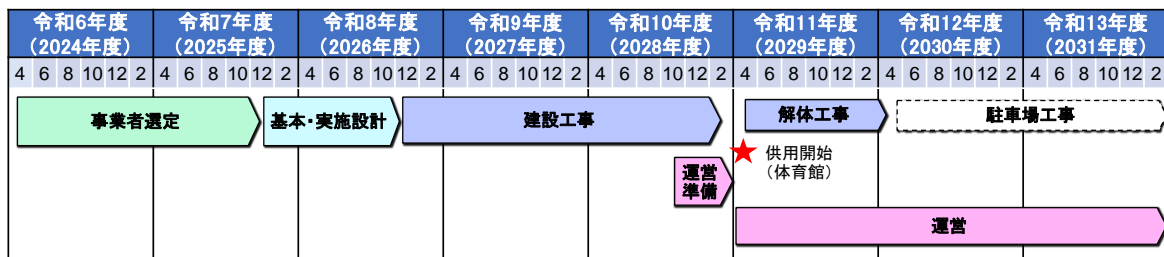 令和6年度 令和7年度 令和8年度 令和9年度 令和10年度 令和11年度 令和12年度 令和13年度
(2024年度) (2025年度) (2026年度) (2027年度) (2028年度) (2029年度) (2030年度) (2031年度)
4 6 8 10 12 2 4 6 8 10 12 2 4 6 8 10 12 2 4 6 8 10 12 2 4 6 8 10 12 2 4 6 8 10 12 2 4 6 8 10 12 2 4 6 8 10 12 2
事業者選定 基本・実施設計 建設工事 解体工事 駐車場工事
運営
準備
★ 供用開始
(体育館)
運営